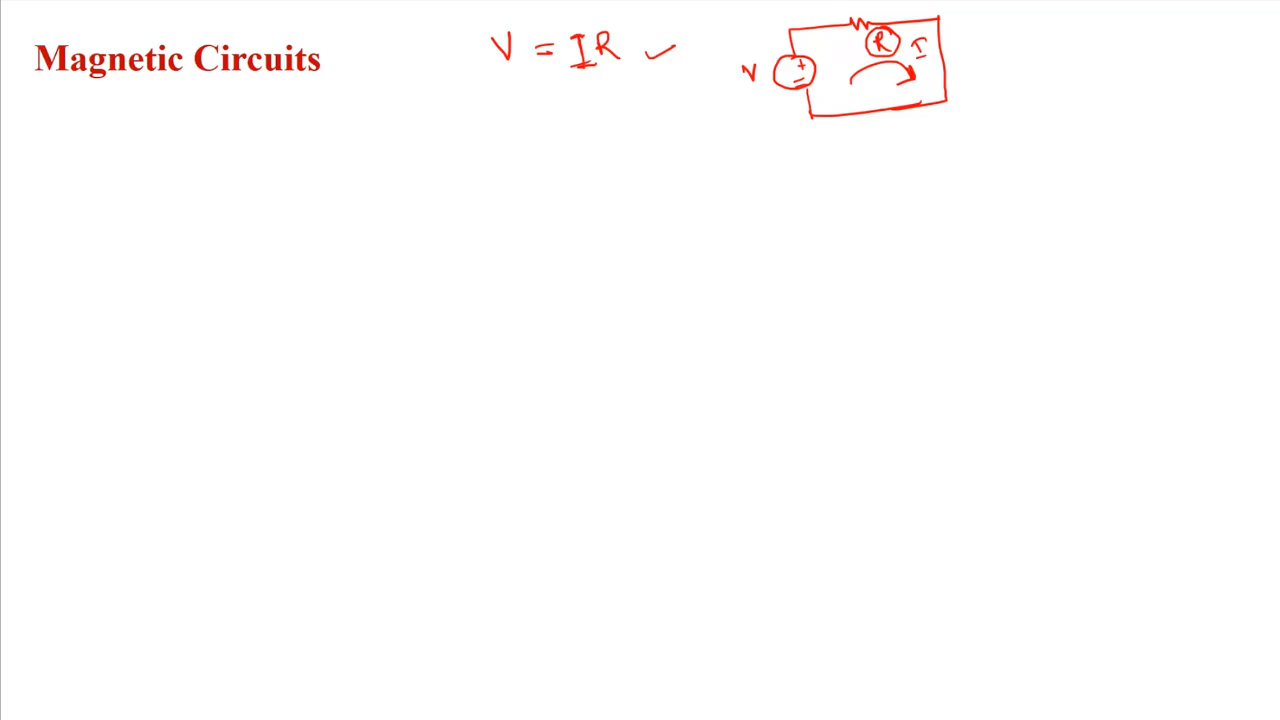 Magnetic Circuits
V = IR ✓
R I
V + -